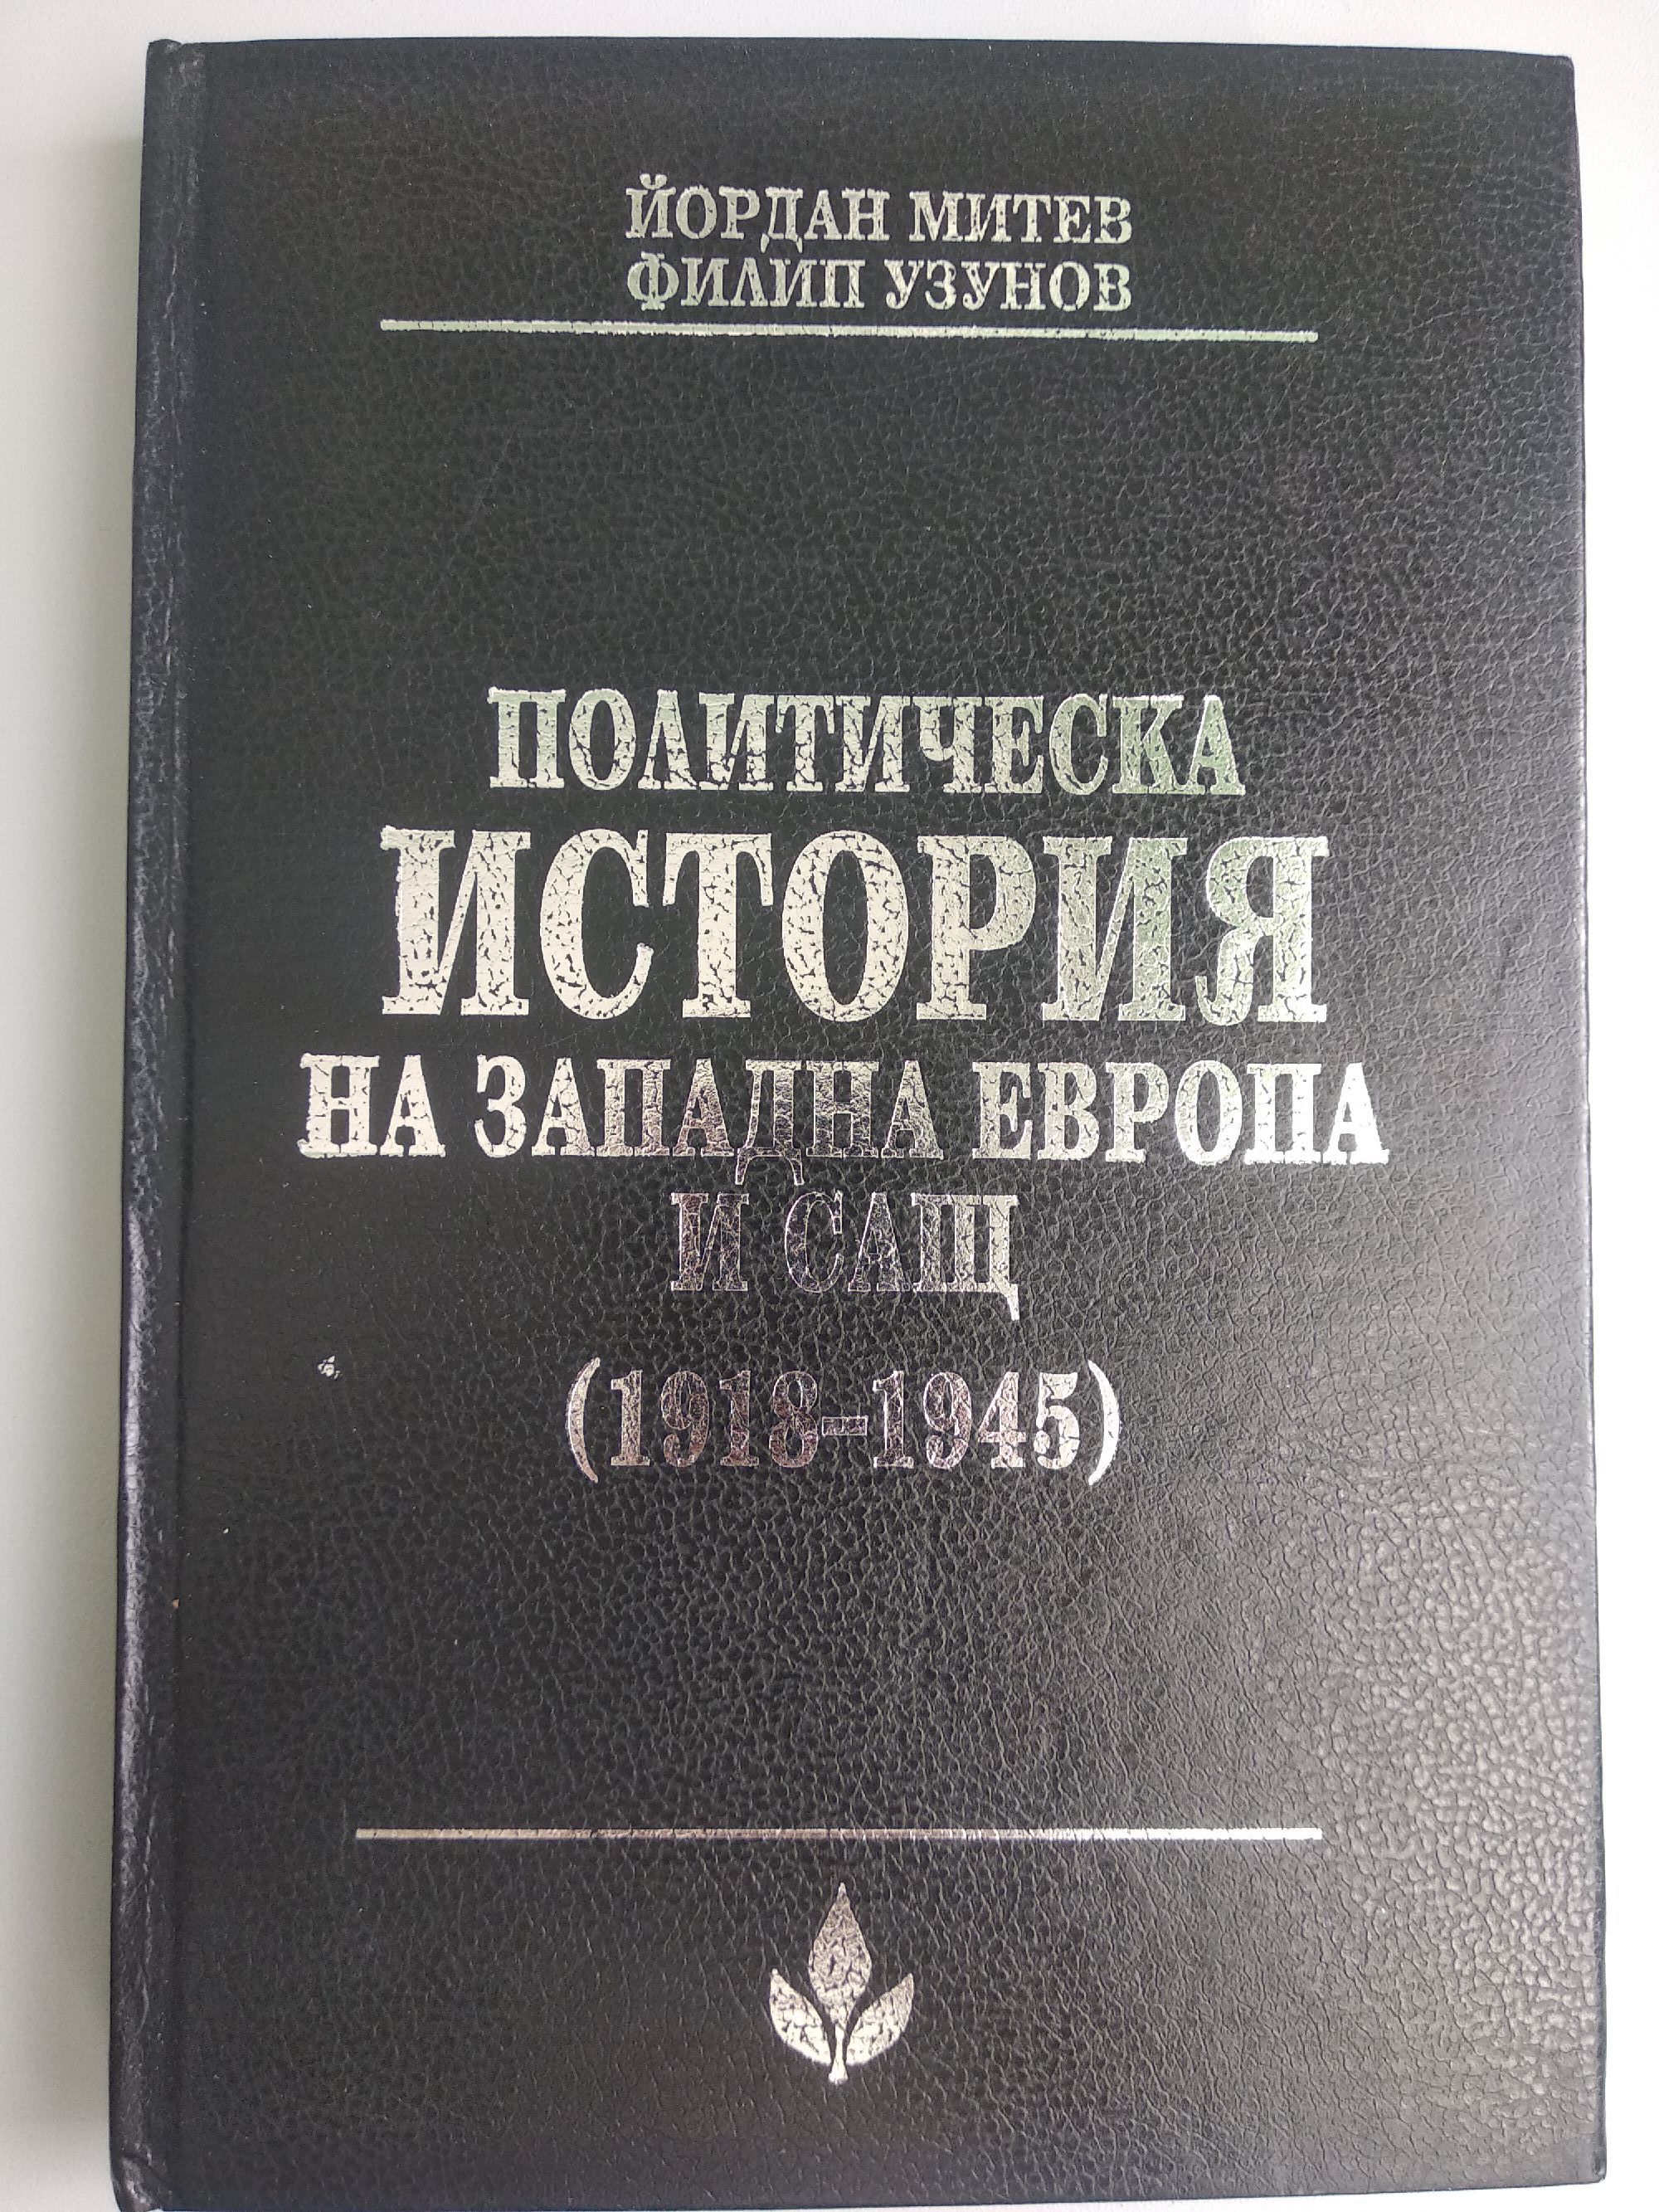 ЙОРДАН МИТЕВ
ФИЛИП УЗУНОВ
ПОЛИТИЧЕСКА
ИСТОРИЯ
НА ЗАПАДНА ЕВРОПА
И САЩ
(1918-1945)